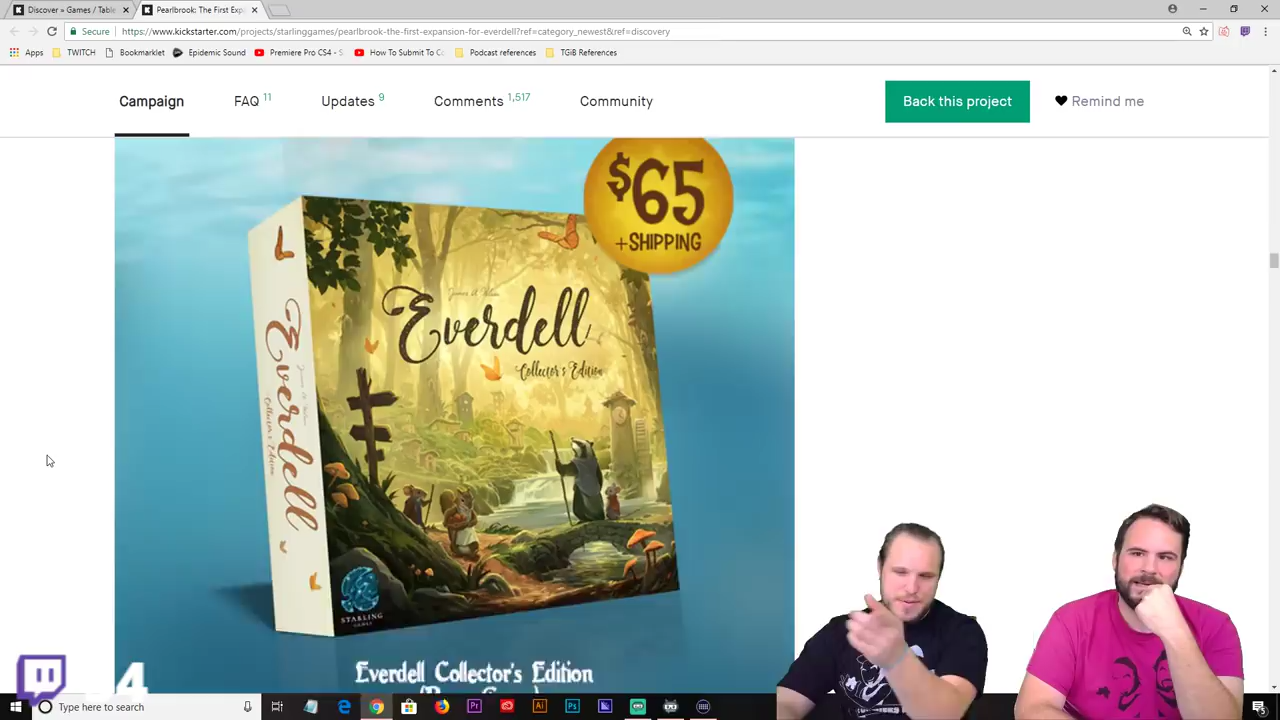 Discover » Games / Table
Pearlbrook: The First Exp
Secure
https://www.kickstarter.com/projects/starlinggames/pearlbrook-the-first-expansion-for-everdell?ref=category_newest&ref=discovery
Apps
TWITCH
Bookmarklet
Epidemic Sound
Premiere Pro CS4 - S
How To Submit To Co
Podcast references
TGiB References
Campaign
FAQ 11
Updates 9
Comments 1,517
Community
Back this project
Remind me
$65
+SHIPPING
Everdell
Collector's Edition
Everdell
Collector's Edition
STARLING
GAMES
Everdell Collector's Edition
Type here to search